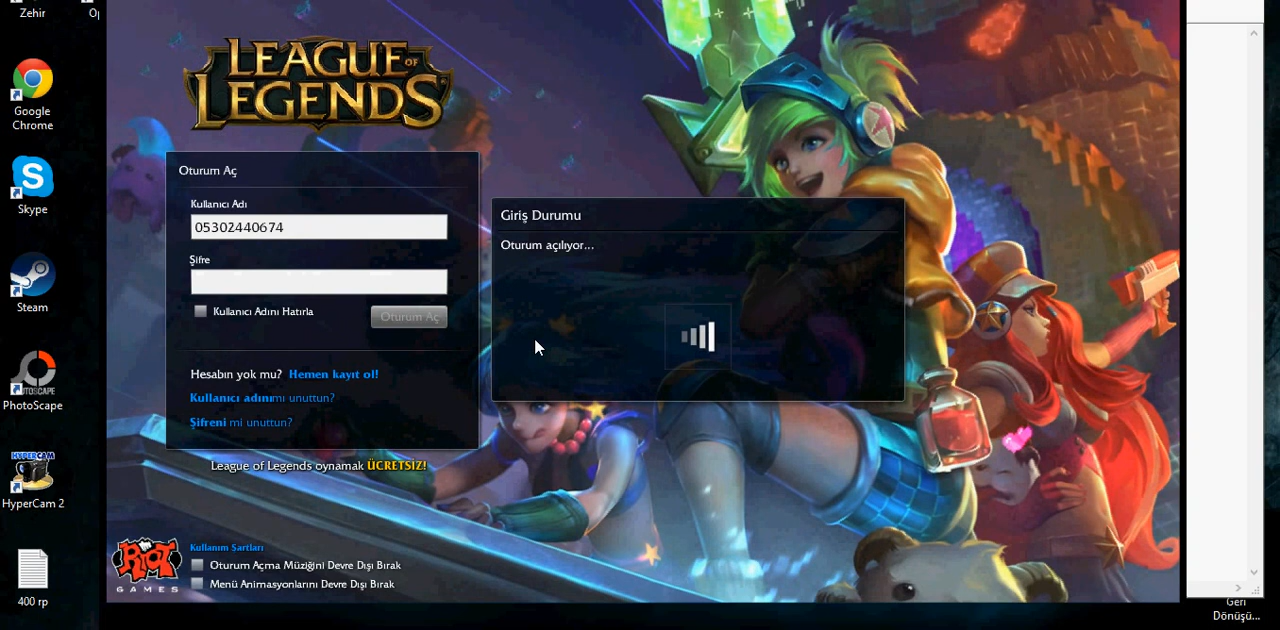 Zehir
Google
Chrome
Skype
Steam
PhotoScape
HYPERCAM
HyperCam 2
400 rp
LEAGUE OF
LEGENDS
Oturum Aç
Kullanıcı Adı
05302440674
Şifre
Kullanıcı Adını Hatırla
Oturum Aç
Hesabın yok mu? Hemen kayıt ol!
Kullanıcı adınımı unuttun?
Şifreni mi unuttun?
League of Legends oynamak ÜCRETSİZ!
Giriş Durumu
Oturum açılıyor...
RIOT
GAMES
Kullanım Şartları
Oturum Açma Müziğini Devre Dışı Bırak
Menü Animasyonlarını Devre Dışı Bırak
Geri
Dönüşü...